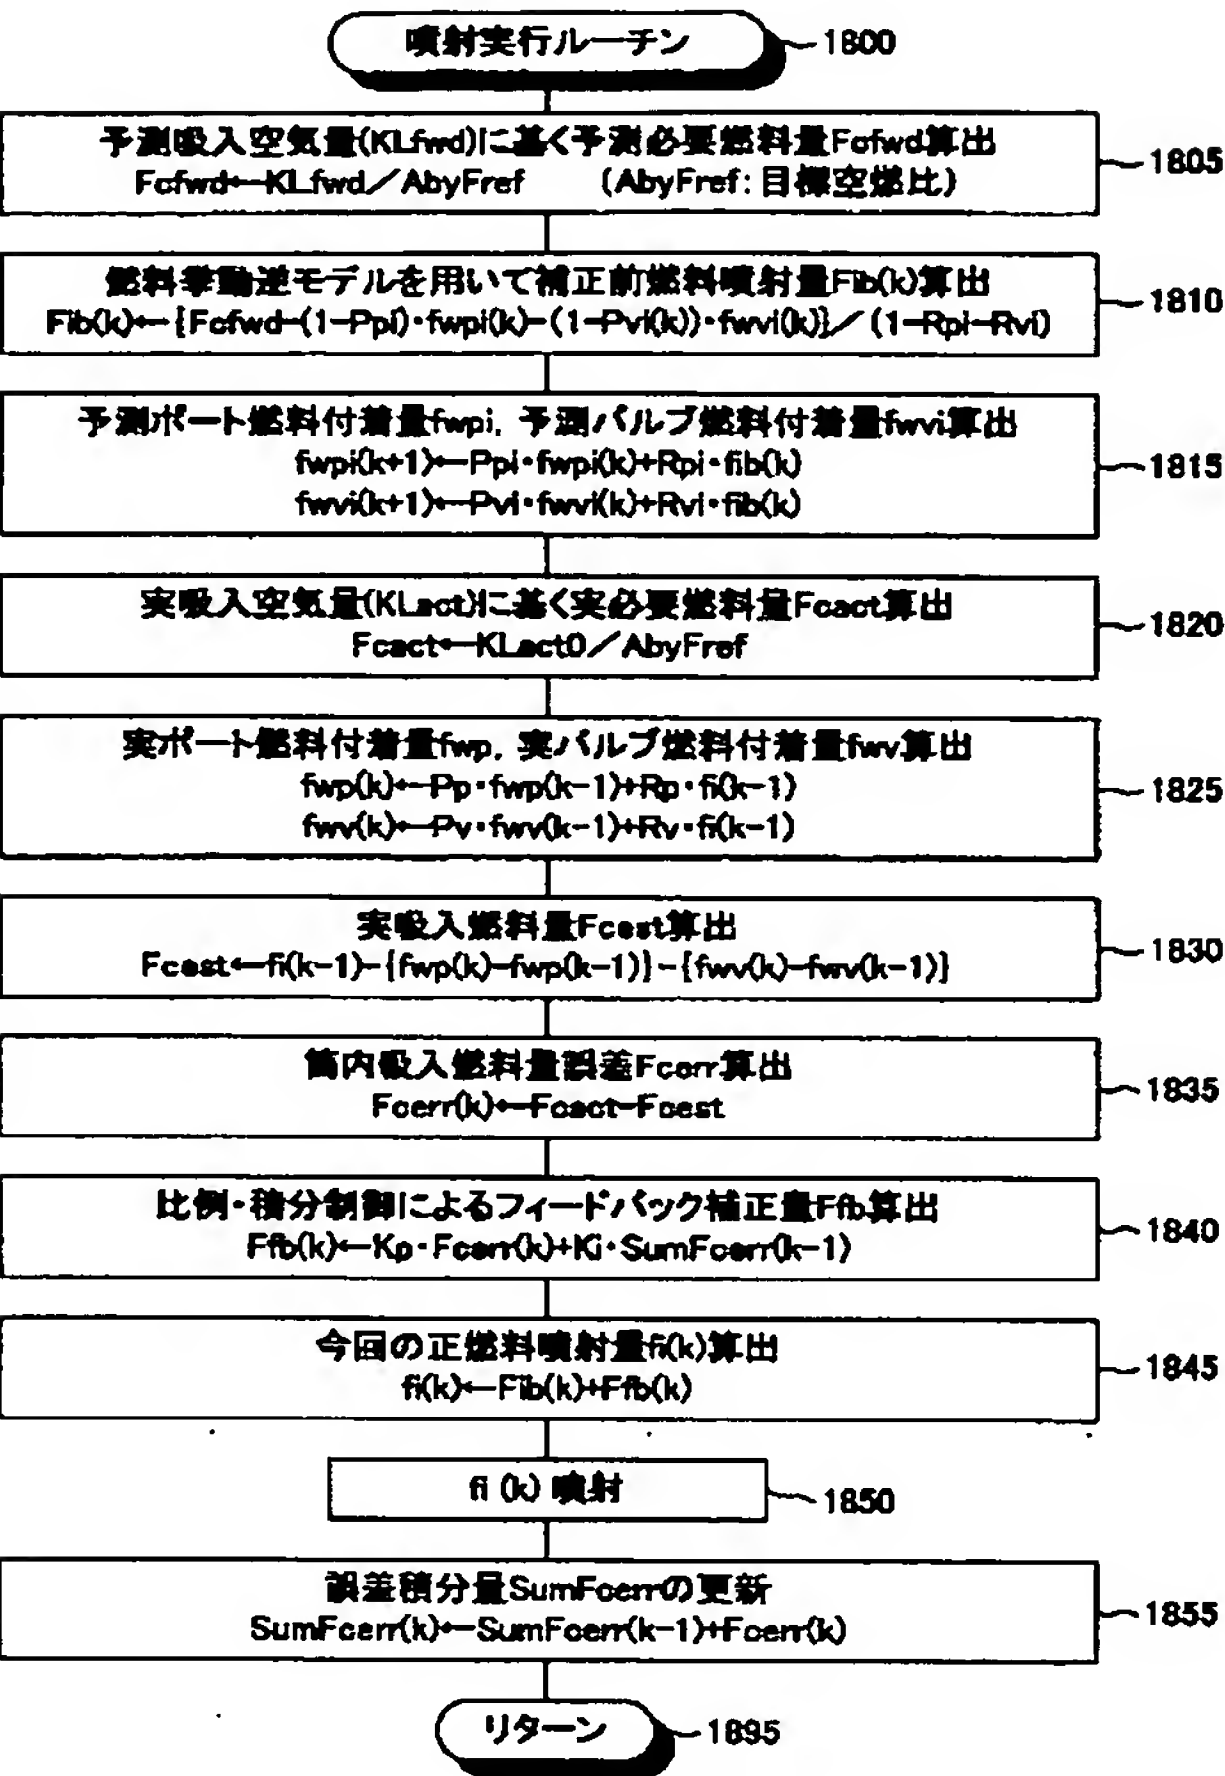 噴射実行ルーチン
1800
予測吸入空気量(KLfwd)に基く予測必要燃料量Fcfwd算出
Fcfwd←KLfwd／AbyFref (AbyFref:目標空燃比)
1805
燃料挙動逆モデルを用いて補正前燃料噴射量Fib(k)算出
Fib(k)←{Fcfwd-(1-Ppi)・fwpi(k)-(1-Pvi(k))・fwvi(k)}／(1-Rpi-Rvi)
1810
予測ポート燃料付着量fwpi, 予測バルブ燃料付着量fwvi算出
fwpi(k+1)←Ppi・fwpi(k)+Rpi・fib(k)
fwvi(k+1)←Pvi・fwvi(k)+Rvi・fib(k)
1815
実吸入空気量(KLact)に基く実必要燃料量Fcact算出
Fcact←KLact0／AbyFref
1820
実ポート燃料付着量fwp, 実バルブ燃料付着量fwv算出
fwp(k)←Pp・fwp(k-1)+Rp・fi(k-1)
fwv(k)←Pv・fwv(k-1)+Rv・fi(k-1)
1825
実吸入燃料量Fcest算出
Fcest←fi(k-1)-{fwp(k)-fwp(k-1)}-{fwv(k)-fwv(k-1)}
1830
筒内吸入燃料量誤差Fcerr算出
Fcerr(k)←Fcact-Fcest
1835
比例・積分制御によるフィードバック補正量Ffb算出
Ffb(k)←Kp・Fcerr(k)+Ki・SumFcerr(k-1)
1840
今回の正燃料噴射量fi(k)算出
fi(k)←Fib(k)+Ffb(k)
1845
fi (k) 噴射
1850
誤差積分量SumFcerrの更新
SumFcerr(k)←SumFcerr(k-1)+Fcerr(k)
1855
リターン
1895